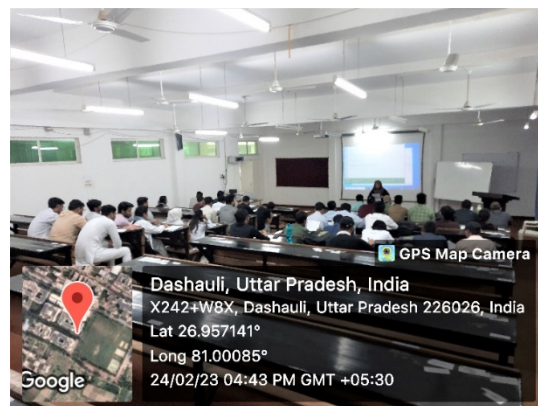 GPS Map Camera
Dashauli, Uttar Pradesh, India
X242+W8X, Dashauli, Uttar Pradesh 226026, India
Lat 26.957141°
Long 81.00085°
24/02/23 04:43 PM GMT +05:30
Google